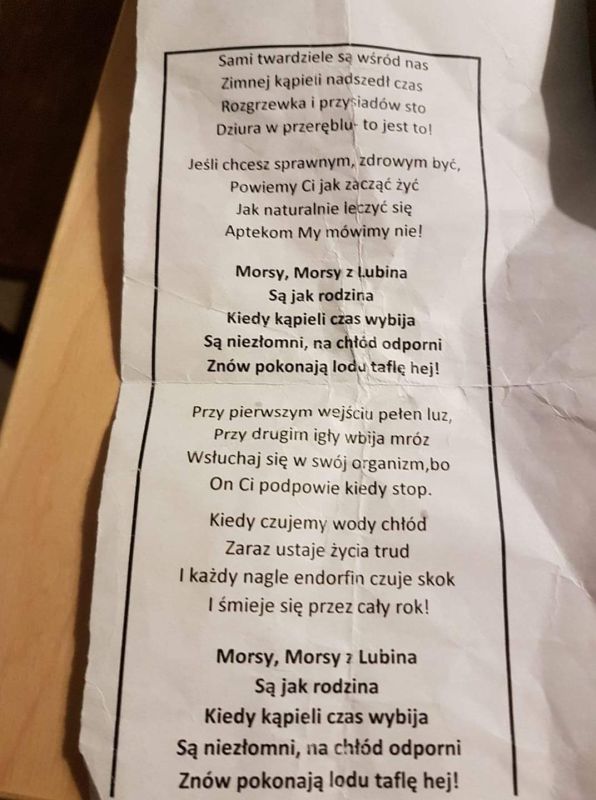 Sami twardziele są wśród nas
Zimnej kąpieli nadszedł czas
Rozgrzewka i przysiadów sto
Dziura w przeręblu- to jest to!
Jeśli chcesz sprawnym, zdrowym być,
Powiemy Ci jak zacząć żyć
Jak naturalnie leczyć się
Aptekom My mówimy nie!
Morsy, Morsy z Lubina
Są jak rodzina
Kiedy kąpieli czas wybija
Są niezłomni, na chłód odporni
Znów pokonają lodu taflę hej!
Przy pierwszym wejściu pełen luz,
Przy drugim igły wbija mróz
Wsłuchaj się w swój organizm,bo
On Ci podpowie kiedy stop.
Kiedy czujemy wody chłód
Zaraz ustaje życia trud
I każdy nagle endorfin czuje skok
I śmieje się przez cały rok!
Morsy, Morsy z Lubina
Są jak rodzina
Kiedy kąpieli czas wybija
Są niezłomni, na chłód odporni
Znów pokonają lodu taflę hej!